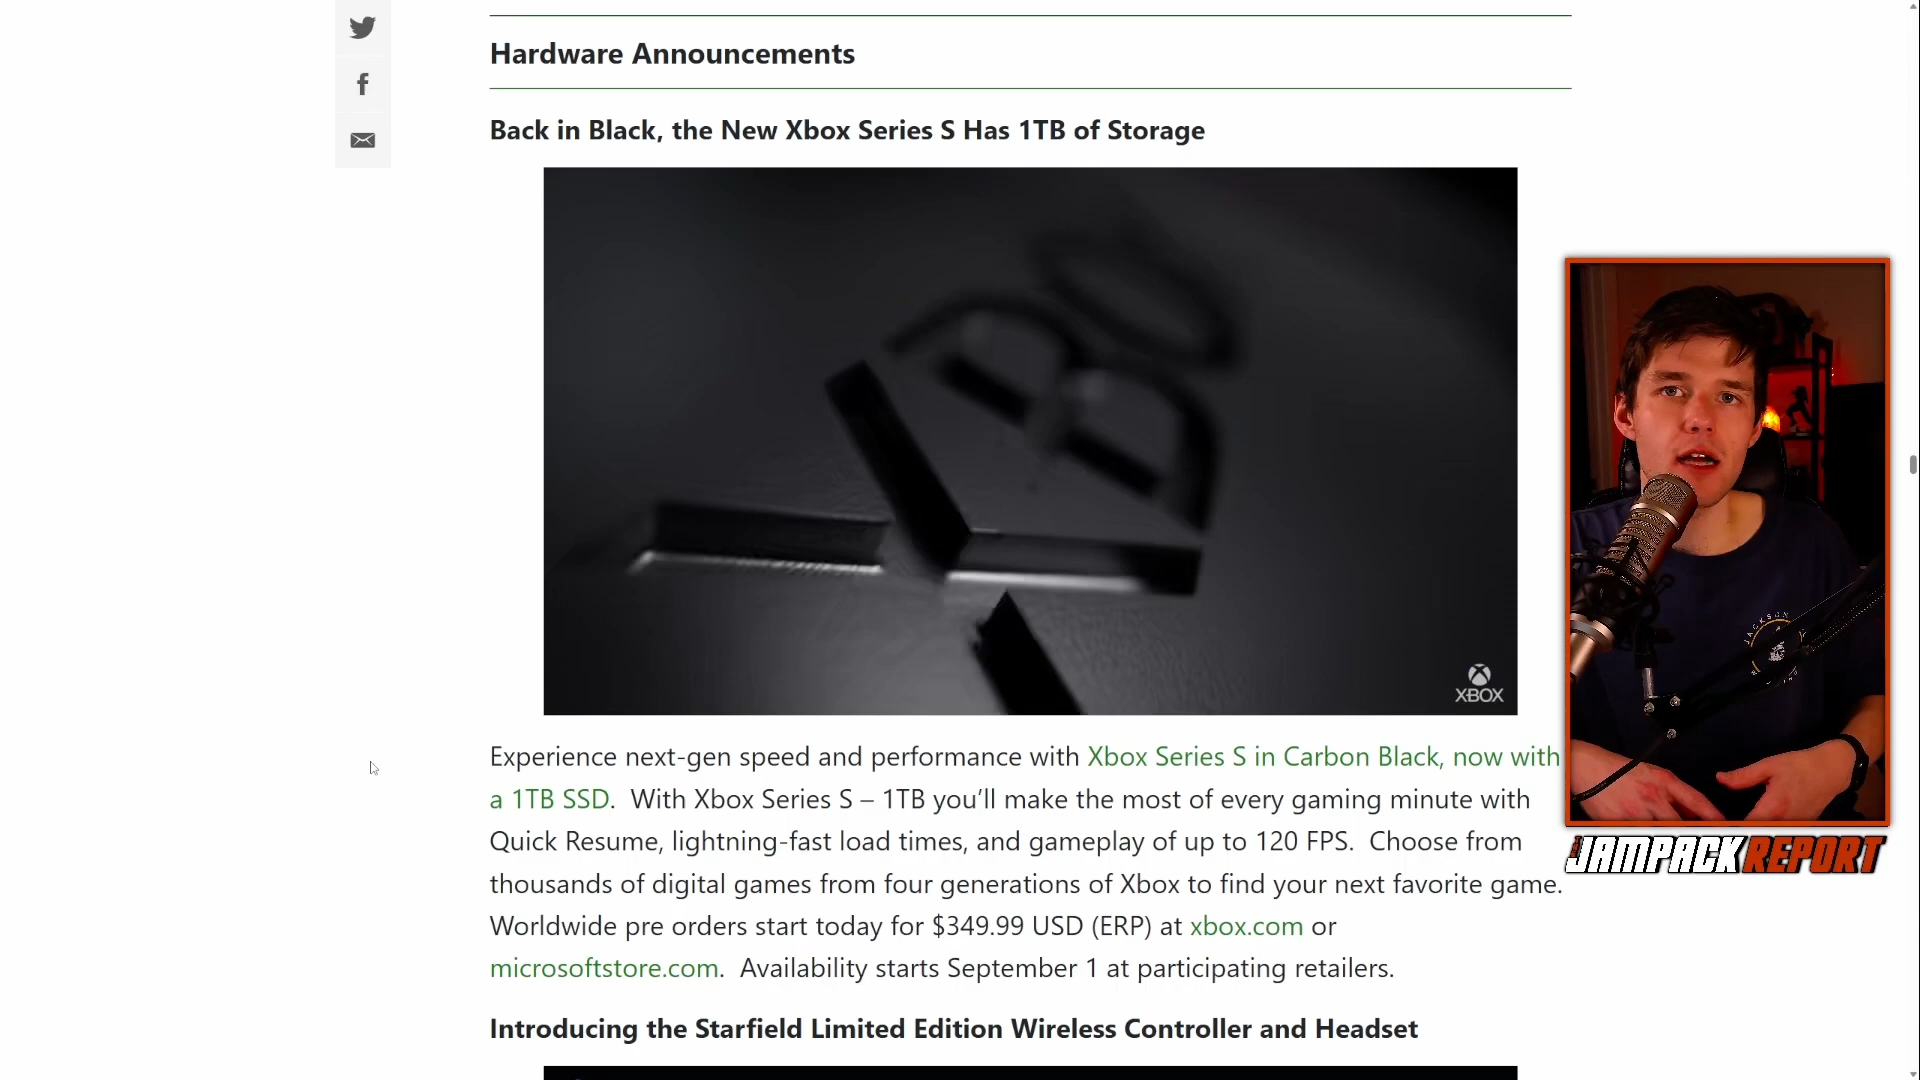 Hardware Announcements
Back in Black, the New Xbox Series S Has 1TB of Storage
XBOX
Experience next-gen speed and performance with Xbox Series S in Carbon Black, now with
a 1TB SSD.  With Xbox Series S – 1TB you’ll make the most of every gaming minute with
Quick Resume, lightning-fast load times, and gameplay of up to 120 FPS.  Choose from
thousands of digital games from four generations of Xbox to find your next favorite game.
Worldwide pre orders start today for $349.99 USD (ERP) at xbox.com or
microsoftstore.com.  Availability starts September 1 at participating retailers.
Introducing the Starfield Limited Edition Wireless Controller and Headset
JACKSON
JAMPACK REPORT